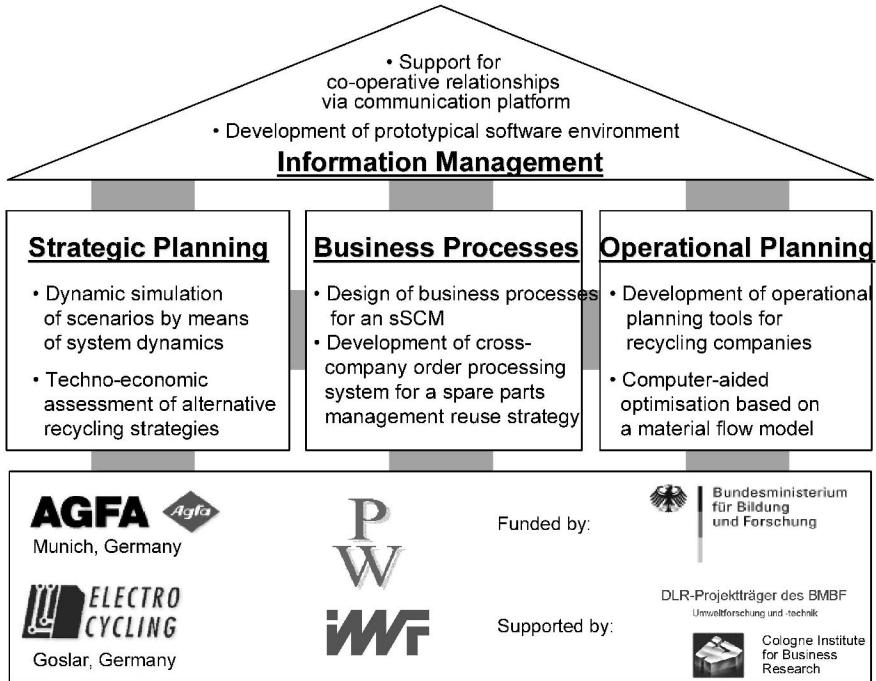 • Support for
co-operative relationships
via communication platform
• Development of prototypical software environment
Information Management
Strategic Planning
• Dynamic simulation
of scenarios by means
of system dynamics
• Techno-economic
assessment of alternative
recycling strategies
Business Processes
• Design of business processes
for an sSCM
• Development of cross-
company order processing
system for a spare parts
management reuse strategy
Operational Planning
• Development of operational
planning tools for
recycling companies
• Computer-aided
optimisation based on
a material flow model
AGFA Agfa
Munich, Germany
ELECTRO
CYCLING
Goslar, Germany
P
W
iWF
Funded by:
Bundesministerium
für Bildung
und Forschung
Supported by:
DLR-Projektträger des BMBF
Umweltforschung und -technik
Cologne Institute
for Business
Research